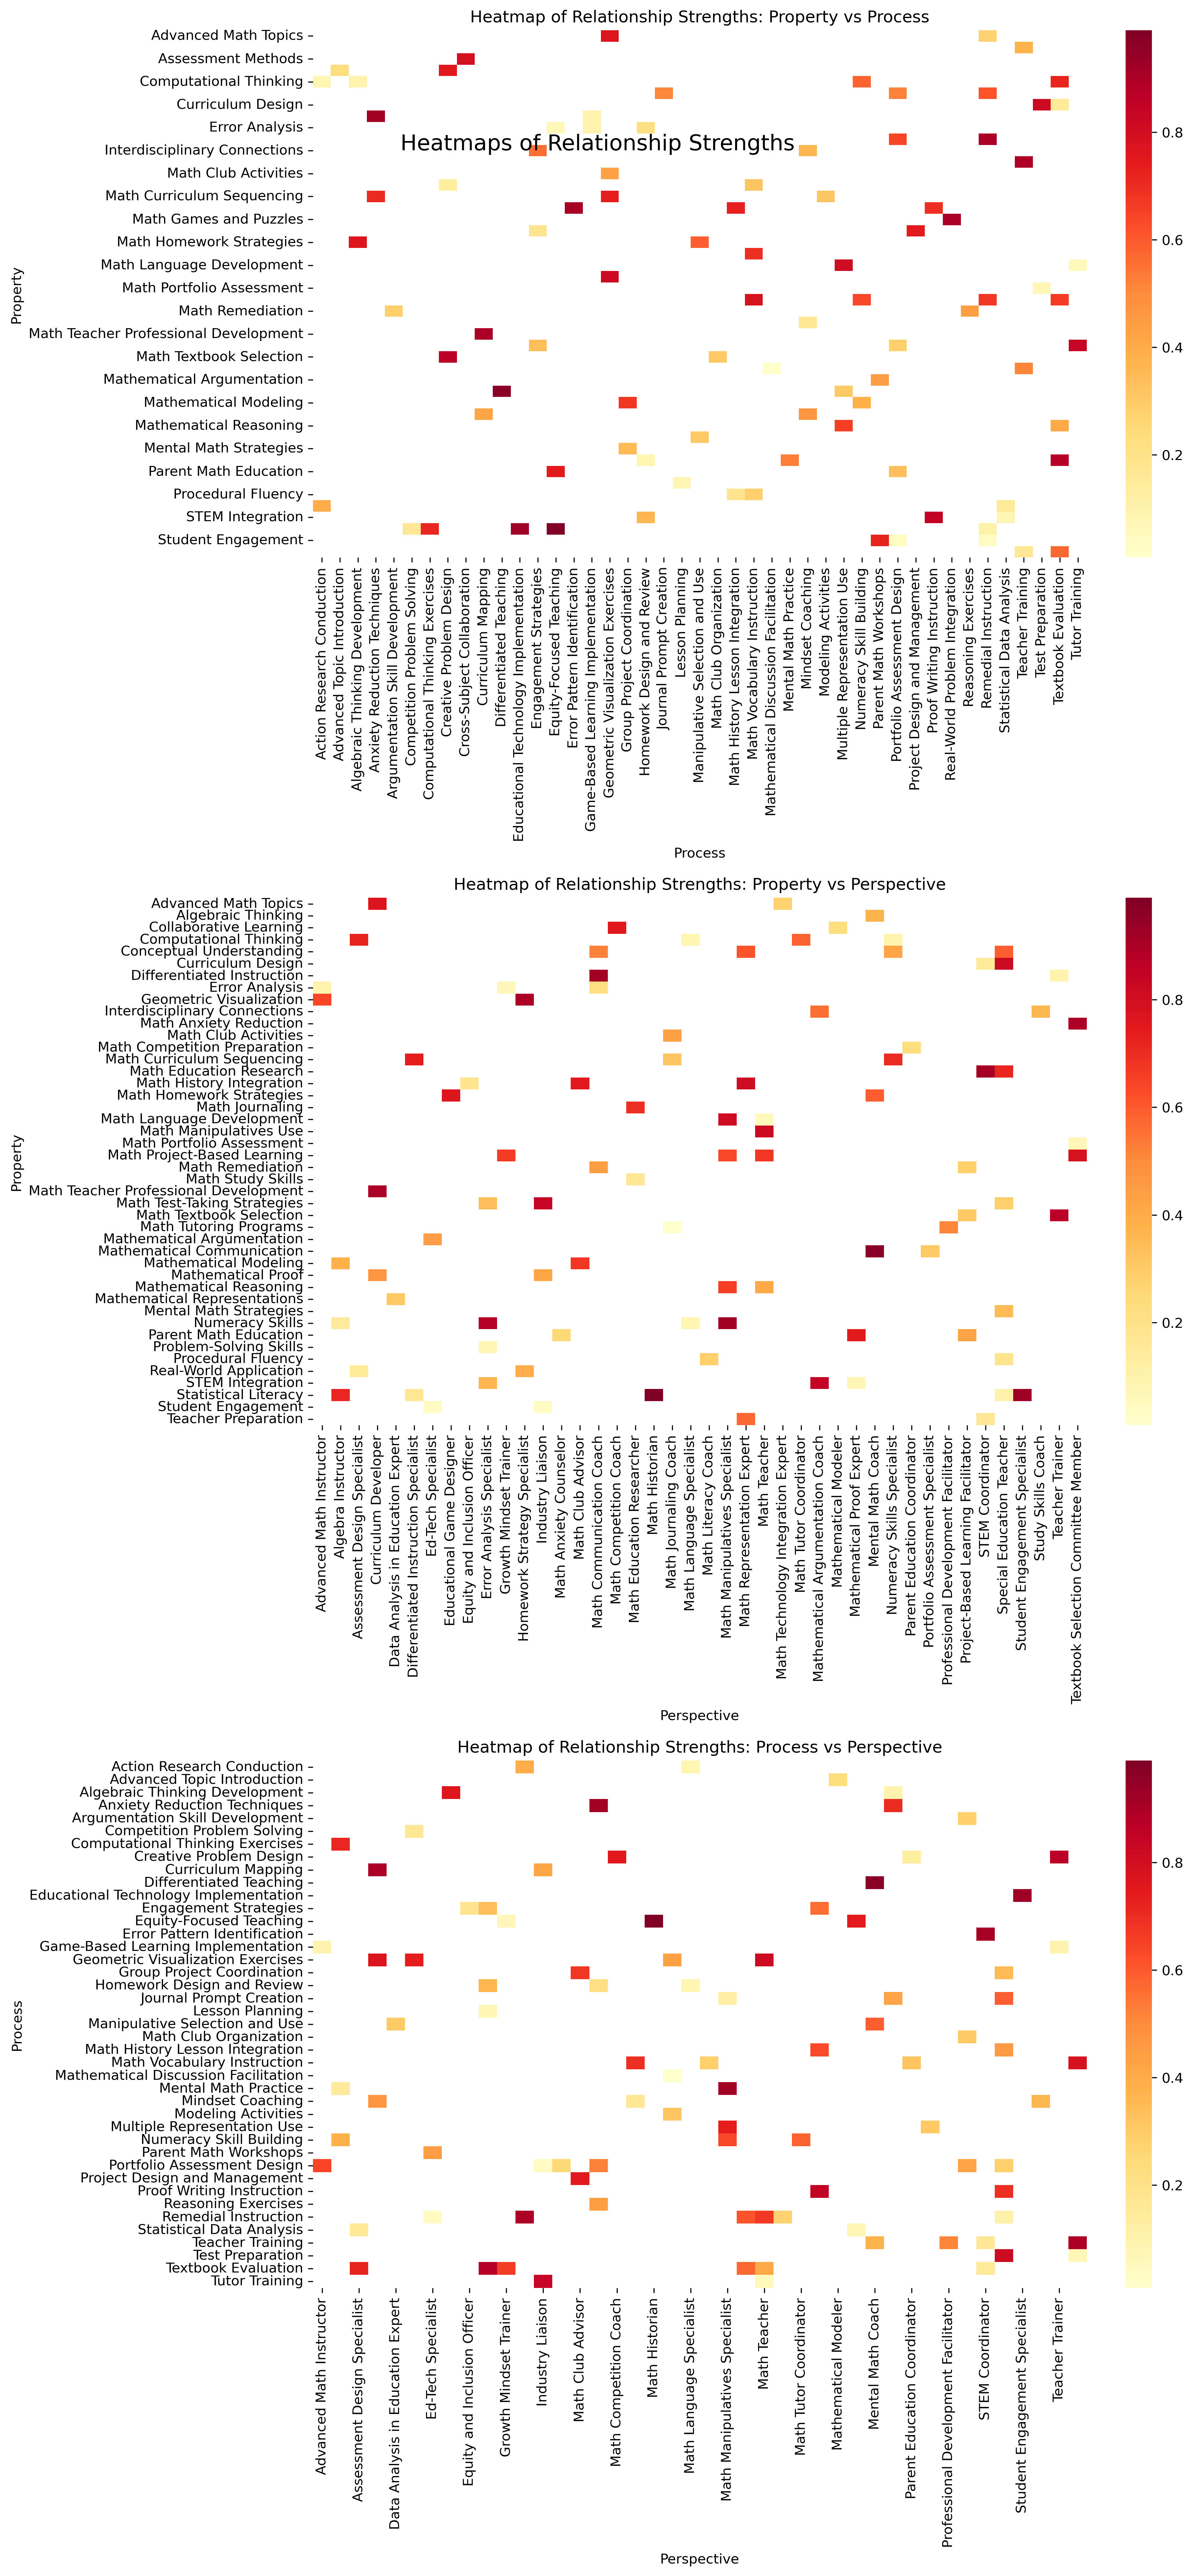 Heatmap of Relationship Strengths: Property vs Process
Heatmaps of Relationship Strengths
Property
Advanced Math Topics
Assessment Methods
Computational Thinking
Curriculum Design
Error Analysis
Interdisciplinary Connections
Math Club Activities
Math Curriculum Sequencing
Math Games and Puzzles
Math Homework Strategies
Math Language Development
Math Portfolio Assessment
Math Remediation
Math Teacher Professional Development
Math Textbook Selection
Mathematical Argumentation
Mathematical Modeling
Mathematical Reasoning
Mental Math Strategies
Parent Math Education
Procedural Fluency
STEM Integration
Student Engagement
0.8
0.6
0.4
0.2
Action Research Conduction
Advanced Topic Introduction
Algebraic Thinking Development
Anxiety Reduction Techniques
Argumentation Skill Development
Competition Problem Solving
Computational Thinking Exercises
Creative Problem Design
Cross-Subject Collaboration
Curriculum Mapping
Differentiated Teaching
Educational Technology Implementation
Engagement Strategies
Equity-Focused Teaching
Error Pattern Identification
Game-Based Learning Implementation
Geometric Visualization Exercises
Group Project Coordination
Homework Design and Review
Journal Prompt Creation
Lesson Planning
Manipulative Selection and Use
Math Club Organization
Math History Lesson Integration
Math Vocabulary Instruction
Mathematical Discussion Facilitation
Mental Math Practice
Mindset Coaching
Modeling Activities
Multiple Representation Use
Numeracy Skill Building
Parent Math Workshops
Portfolio Assessment Design
Project Design and Management
Proof Writing Instruction
Real-World Problem Integration
Reasoning Exercises
Remedial Instruction
Statistical Data Analysis
Teacher Training
Test Preparation
Textbook Evaluation
Tutor Training
Process
Heatmap of Relationship Strengths: Property vs Perspective
Property
Advanced Math Topics
Algebraic Thinking
Collaborative Learning
Computational Thinking
Conceptual Understanding
Curriculum Design
Differentiated Instruction
Error Analysis
Geometric Visualization
Interdisciplinary Connections
Math Anxiety Reduction
Math Club Activities
Math Competition Preparation
Math Curriculum Sequencing
Math Education Research
Math History Integration
Math Homework Strategies
Math Journaling
Math Language Development
Math Manipulatives Use
Math Portfolio Assessment
Math Project-Based Learning
Math Remediation
Math Study Skills
Math Teacher Professional Development
Math Test-Taking Strategies
Math Textbook Selection
Math Tutoring Programs
Mathematical Argumentation
Mathematical Communication
Mathematical Modeling
Mathematical Proof
Mathematical Reasoning
Mathematical Representations
Mental Math Strategies
Numeracy Skills
Parent Math Education
Problem-Solving Skills
Procedural Fluency
Real-World Application
STEM Integration
Statistical Literacy
Student Engagement
Teacher Preparation
0.8
0.6
0.4
0.2
Advanced Math Instructor
Algebra Instructor
Assessment Design Specialist
Curriculum Developer
Data Analysis in Education Expert
Differentiated Instruction Specialist
Ed-Tech Specialist
Educational Game Designer
Equity and Inclusion Officer
Error Analysis Specialist
Growth Mindset Trainer
Homework Strategy Specialist
Industry Liaison
Math Anxiety Counselor
Math Club Advisor
Math Communication Coach
Math Competition Coach
Math Education Researcher
Math Historian
Math Journaling Coach
Math Language Specialist
Math Literacy Coach
Math Manipulatives Specialist
Math Representation Expert
Math Teacher
Math Technology Integration Expert
Math Tutor Coordinator
Mathematical Argumentation Coach
Mathematical Modeler
Mathematical Proof Expert
Mental Math Coach
Numeracy Skills Specialist
Parent Education Coordinator
Portfolio Assessment Specialist
Professional Development Facilitator
Project-Based Learning Facilitator
STEM Coordinator
Special Education Teacher
Student Engagement Specialist
Study Skills Coach
Teacher Trainer
Textbook Selection Committee Member
Perspective
Heatmap of Relationship Strengths: Process vs Perspective
Process
Action Research Conduction
Advanced Topic Introduction
Algebraic Thinking Development
Anxiety Reduction Techniques
Argumentation Skill Development
Competition Problem Solving
Computational Thinking Exercises
Creative Problem Design
Curriculum Mapping
Differentiated Teaching
Educational Technology Implementation
Engagement Strategies
Equity-Focused Teaching
Error Pattern Identification
Game-Based Learning Implementation
Geometric Visualization Exercises
Group Project Coordination
Homework Design and Review
Journal Prompt Creation
Lesson Planning
Manipulative Selection and Use
Math Club Organization
Math History Lesson Integration
Math Vocabulary Instruction
Mathematical Discussion Facilitation
Mental Math Practice
Mindset Coaching
Modeling Activities
Multiple Representation Use
Numeracy Skill Building
Parent Math Workshops
Portfolio Assessment Design
Project Design and Management
Proof Writing Instruction
Reasoning Exercises
Remedial Instruction
Statistical Data Analysis
Teacher Training
Test Preparation
Textbook Evaluation
Tutor Training
0.8
0.6
0.4
0.2
Advanced Math Instructor
Assessment Design Specialist
Data Analysis in Education Expert
Ed-Tech Specialist
Equity and Inclusion Officer
Growth Mindset Trainer
Industry Liaison
Math Club Advisor
Math Competition Coach
Math Historian
Math Language Specialist
Math Manipulatives Specialist
Math Teacher
Math Tutor Coordinator
Mathematical Modeler
Mental Math Coach
Parent Education Coordinator
Professional Development Facilitator
STEM Coordinator
Student Engagement Specialist
Teacher Trainer
Perspective